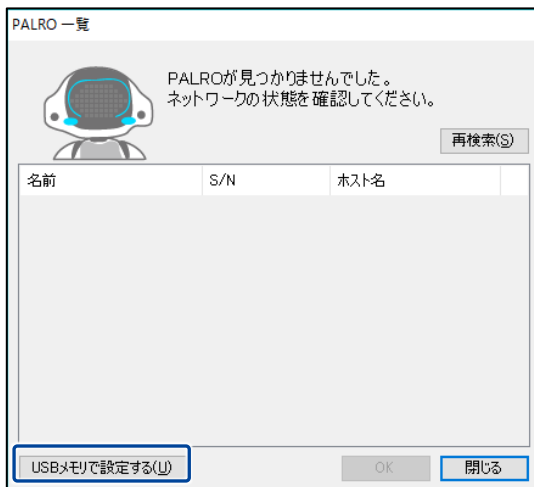 PALRO 一覧
PALROが見つかりませんでした。
ネットワークの状態を確認してください。
再検索(S)
名前 S/N ホスト名
USBメモリで設定する(U) OK 閉じる